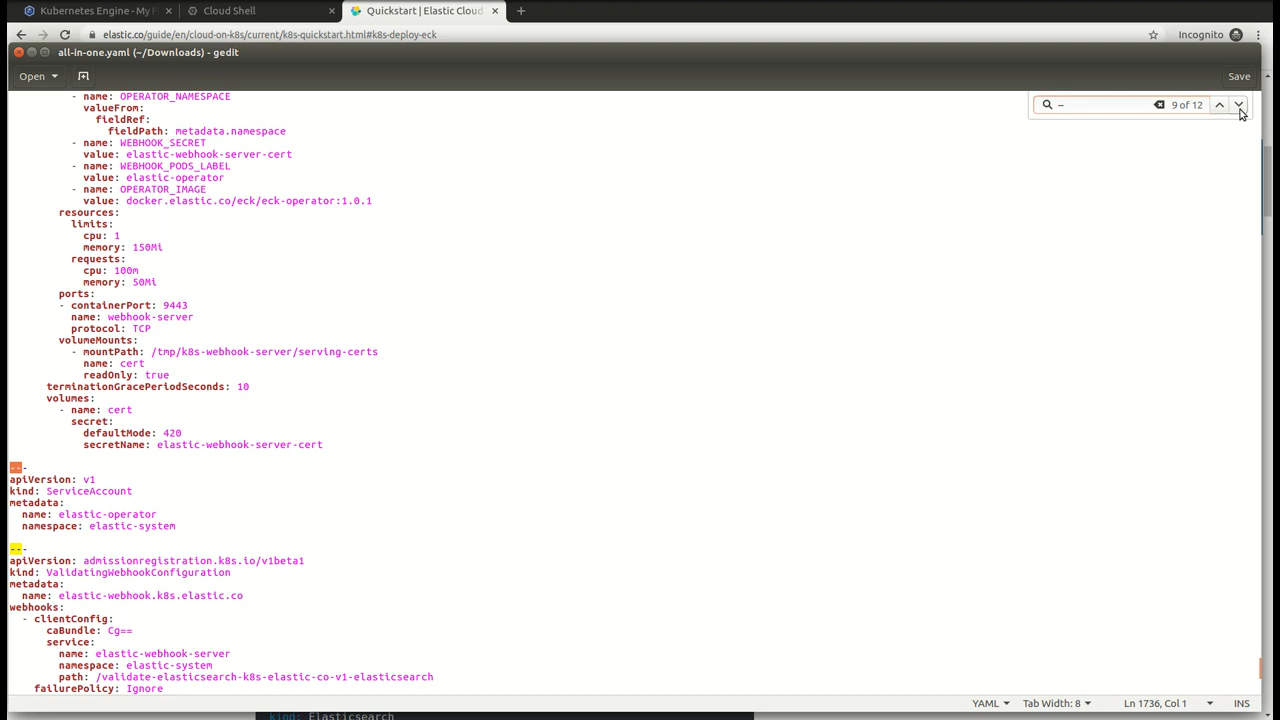 Kubernetes Engine - My
Cloud Shell
Quickstart | Elastic Cloud
elastic.co/guide/en/cloud-on-k8s/current/k8s-quickstart.html#k8s-deploy-eck
Incognito
all-in-one.yaml (~/Downloads) - gedit
Open
Save
--
9 of 12
- name: OPERATOR_NAMESPACE
valueFrom:
fieldRef:
fieldPath: metadata.namespace
- name: WEBHOOK_SECRET
value: elastic-webhook-server-cert
- name: WEBHOOK_PODS_LABEL
value: elastic-operator
- name: OPERATOR_IMAGE
value: docker.elastic.co/eck/eck-operator:1.0.1
resources:
limits:
cpu: 1
memory: 150Mi
requests:
cpu: 100m
memory: 50Mi
ports:
- containerPort: 9443
name: webhook-server
protocol: TCP
volumeMounts:
- mountPath: /tmp/k8s-webhook-server/serving-certs
name: cert
readOnly: true
terminationGracePeriodSeconds: 10
volumes:
- name: cert
secret:
defaultMode: 420
secretName: elastic-webhook-server-cert
---
apiVersion: v1
kind: ServiceAccount
metadata:
name: elastic-operator
namespace: elastic-system
---
apiVersion: admissionregistration.k8s.io/v1beta1
kind: ValidatingWebhookConfiguration
metadata:
name: elastic-webhook.k8s.elastic.co
webhooks:
- clientConfig:
caBundle: Cg==
service:
name: elastic-webhook-server
namespace: elastic-system
path: /validate-elasticsearch-k8s-elastic-co-v1-elasticsearch
failurePolicy: Ignore
YAML
Tab Width: 8
Ln 1736, Col 1
INS
kind: Elasticsearch